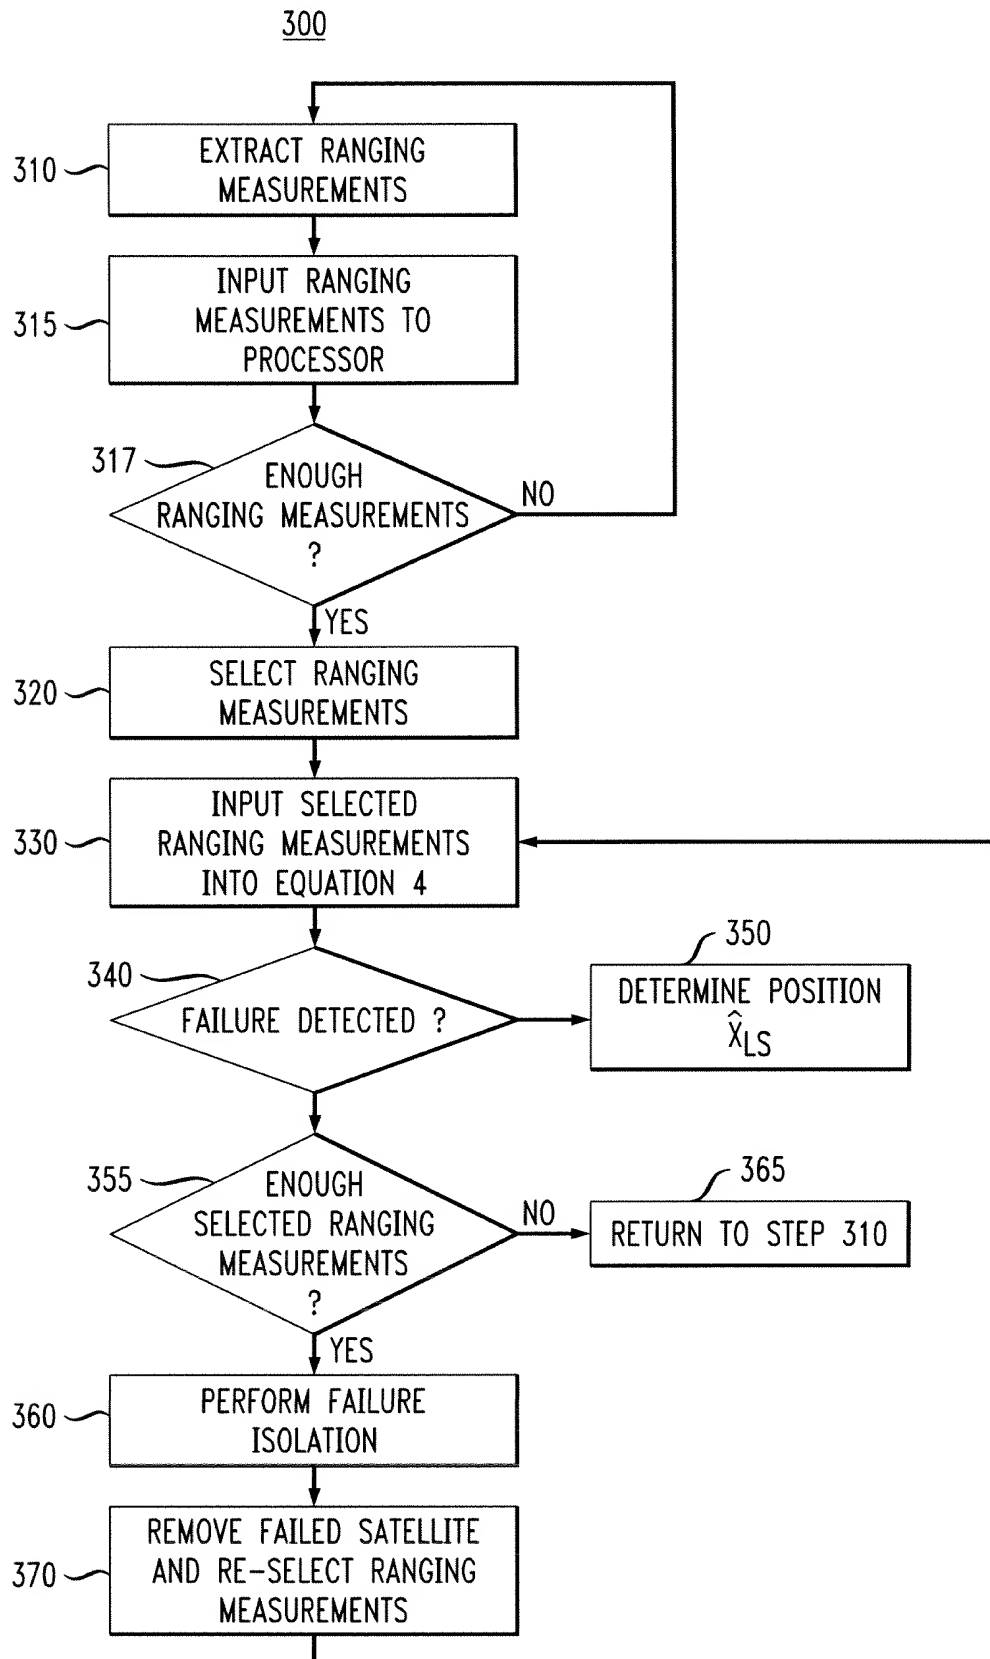 300
310
EXTRACT RANGING
MEASUREMENTS
315
INPUT RANGING
MEASUREMENTS TO
PROCESSOR
317
ENOUGH
RANGING MEASUREMENTS
?
NO
YES
320
SELECT RANGING
MEASUREMENTS
330
INPUT SELECTED
RANGING MEASUREMENTS
INTO EQUATION 4
340
FAILURE DETECTED ?
350
DETERMINE POSITION
X̂LS
355
ENOUGH
SELECTED RANGING
MEASUREMENTS
?
NO
365
RETURN TO STEP 310
YES
360
PERFORM FAILURE
ISOLATION
370
REMOVE FAILED SATELLITE
AND RE-SELECT RANGING
MEASUREMENTS